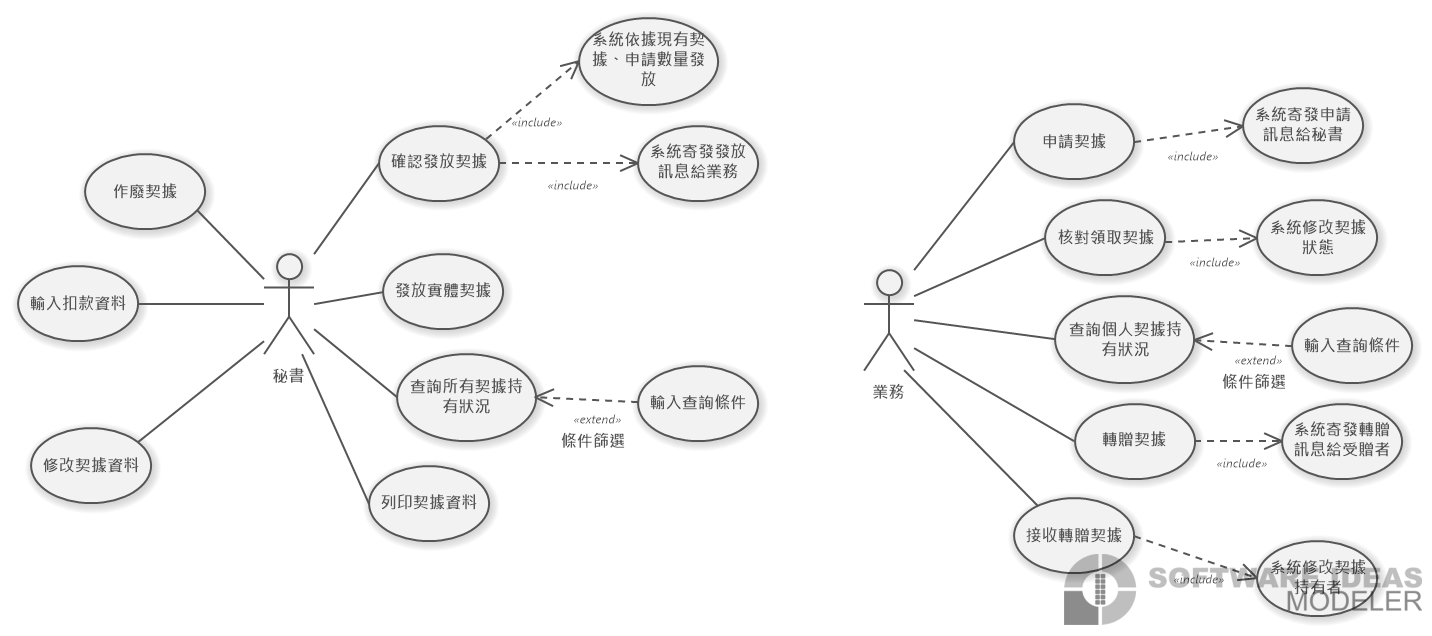 系統依據現有契
據、申請數量發
放
«include»
確認發放契據
系統寄發發放
訊息給業務
«include»
作廢契據
輸入扣款資料
發放實體契據
秘書
查詢所有契據持
有狀況
輸入查詢條件
«extend»
條件篩選
修改契據資料
列印契據資料
申請契據
系統寄發申請
訊息給秘書
«include»
核對領取契據
系統修改契據
狀態
«include»
查詢個人契據持
有狀況
輸入查詢條件
«extend»
條件篩選
業務
轉贈契據
系統寄發轉贈
訊息給受贈者
«include»
接收轉贈契據
系統修改契據
持有者
«include»
SOFTWARE IDEAS
MODELER